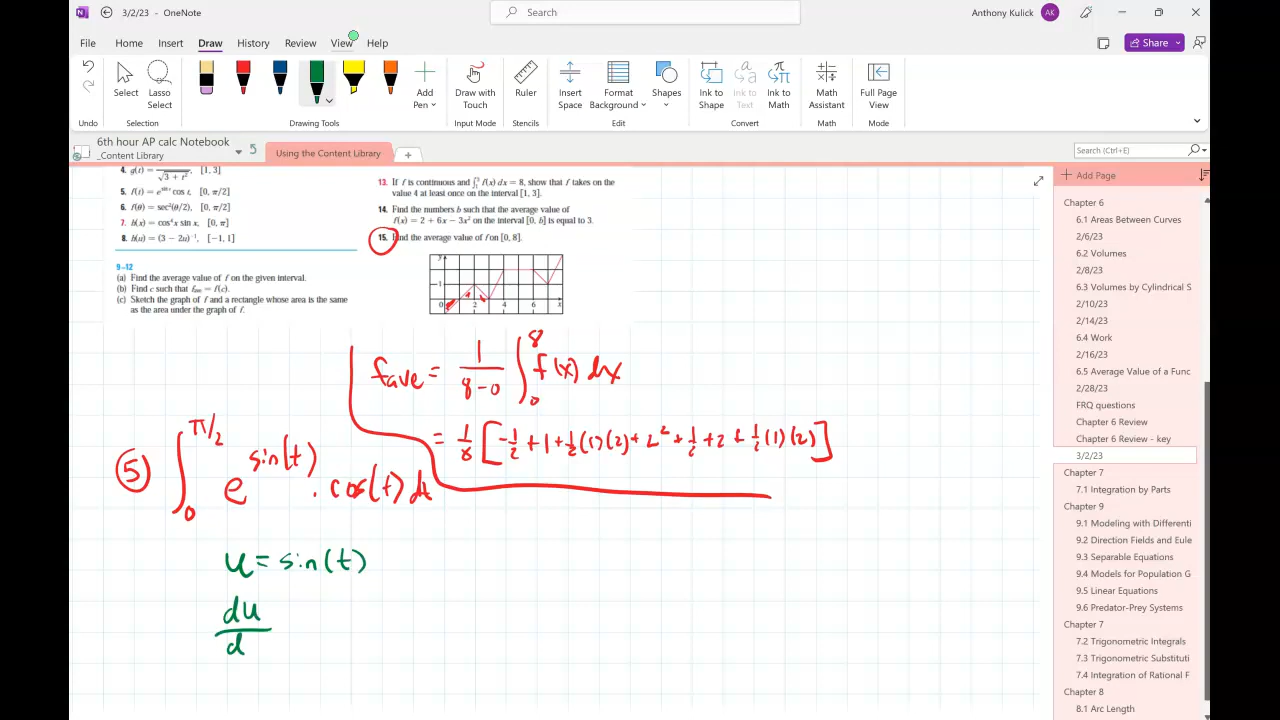 3/2/23 - OneNote
Search
Anthony Kulick AK
File Home Insert Draw History Review View Help
Share
Undo
Select
Lasso Select
Add Pen
Draw with Touch
Ruler
Insert Space
Format Background
Shapes
Ink to Shape
Ink to Text
Ink to Math
Math Assistant
Full Page View
Undo Selection Drawing Tools Input Mode Stencils Edit Convert Math Mode
6th hour AP calc Notebook
_Content Library
Using the Content Library
Search (Ctrl+E)
4. g(t) = t/√(3 + t²), [1, 3]
5. f(t) = e^(sin t) cos t, [0, π/2]
6. f(θ) = sec²(θ/2), [0, π/2]
7. h(x) = cos⁴x sin x, [0, π]
8. h(u) = (3 − 2u)⁻¹, [−1, 1]
9–12
(a) Find the average value of f on the given interval.
(b) Find c such that f_ave = f(c).
(c) Sketch the graph of f and a rectangle whose area is the
same as the area under the graph of f.
13. If f is continuous and ∫₁³ f(x) dx = 8, show that f takes on the
value 4 at least once on the interval [1, 3].
14. Find the numbers b such that the average value of
f(x) = 2 + 6x − 3x² on the interval [0, b] is equal to 3.
15. Find the average value of f on [0, 8].
y
1
0 2 4 6 x
fave = 1/(8-0) ∫₀⁸ f(x) dx
= 1/8 [-1/2 + 1 + 1/2(1)(2) + 2² + 1/2 + 2 + 1/2(1)(2)]
5 ∫₀^(π/2) e^(sin(t)) · cos(t) dt
u = sin(t)
du/d
Add Page
Chapter 6
6.1 Areas Between Curves
2/6/23
6.2 Volumes
2/8/23
6.3 Volumes by Cylindrical S
2/10/23
2/14/23
6.4 Work
2/16/23
6.5 Average Value of a Func
2/28/23
FRQ questions
Chapter 6 Review
Chapter 6 Review - key
3/2/23
Chapter 7
7.1 Integration by Parts
Chapter 9
9.1 Modeling with Differenti
9.2 Direction Fields and Eule
9.3 Separable Equations
9.4 Models for Population G
9.5 Linear Equations
9.6 Predator-Prey Systems
Chapter 7
7.2 Trigonometric Integrals
7.3 Trigonometric Substituti
7.4 Integration of Rational F
Chapter 8
8.1 Arc Length